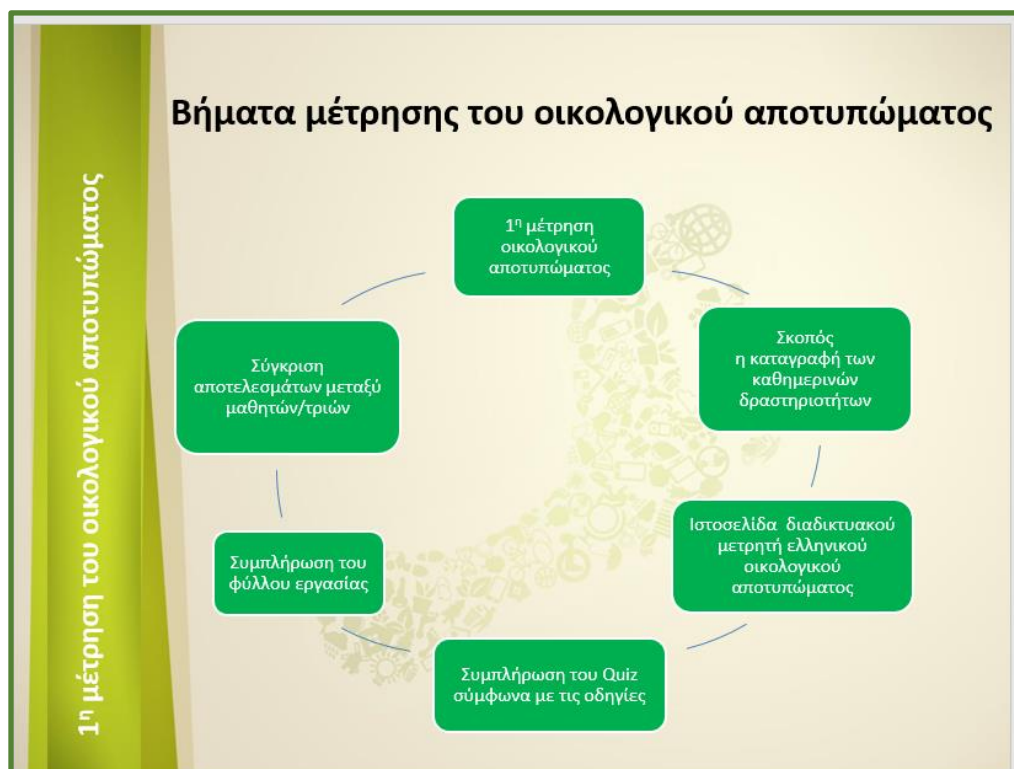 Βήματα μέτρησης του οικολογικού αποτυπώματος
1η μέτρηση του οικολογικού αποτυπώματος
1η μέτρηση
οικολογικού
αποτυπώματος
Σκοπός
η καταγραφή των
καθημερινών
δραστηριοτήτων
Ιστοσελίδα διαδικτυακού
μετρητή ελληνικού
οικολογικού
αποτυπώματος
Συμπλήρωση του Quiz
σύμφωνα με τις οδηγίες
Συμπλήρωση του
φύλλου εργασίας
Σύγκριση
αποτελεσμάτων μεταξύ
μαθητών/τριών